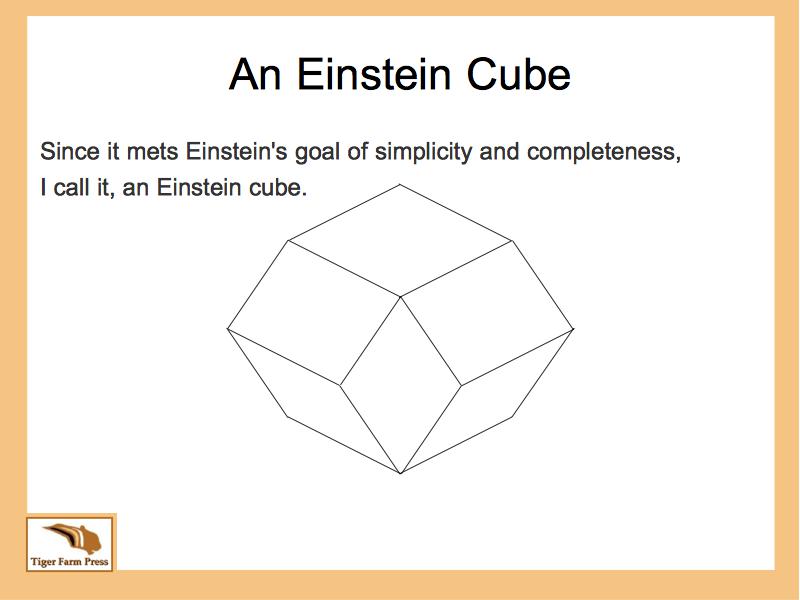 An Einstein Cube
Since it mets Einstein's goal of simplicity and completeness,
I call it, an Einstein cube.
Tiger Farm Press